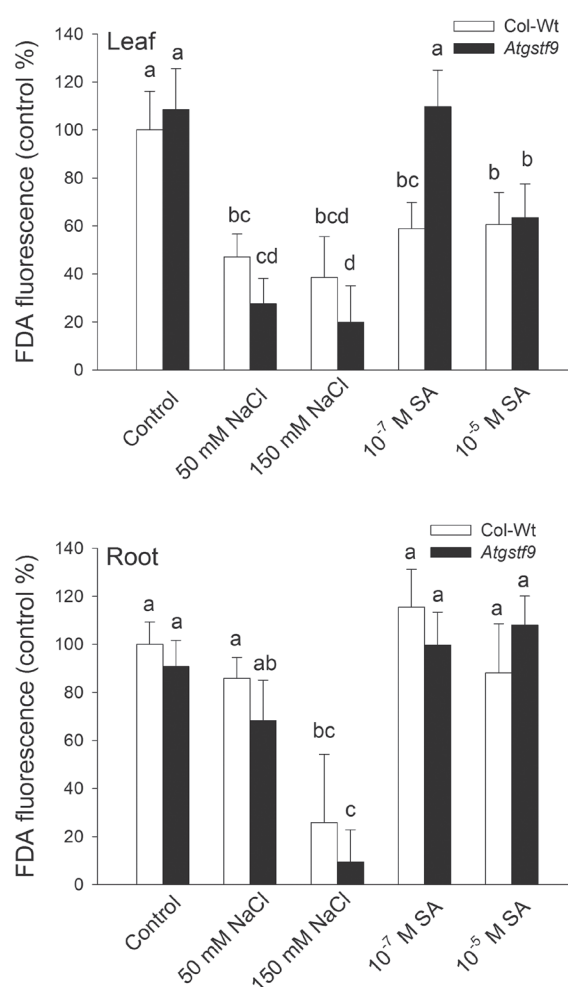 Leaf
Col-Wt
Atgstf9
FDA fluorescence (control %)
140
120
100
80
60
40
20
0
a a
bc cd
bcd d
bc a
b b
Control
50 mM NaCl
150 mM NaCl
10⁻⁷ M SA
10⁻⁵ M SA
Root
Col-Wt
Atgstf9
FDA fluorescence (control %)
140
120
100
80
60
40
20
0
a a
a ab
bc c
a a
a a
Control
50 mM NaCl
150 mM NaCl
10⁻⁷ M SA
10⁻⁵ M SA